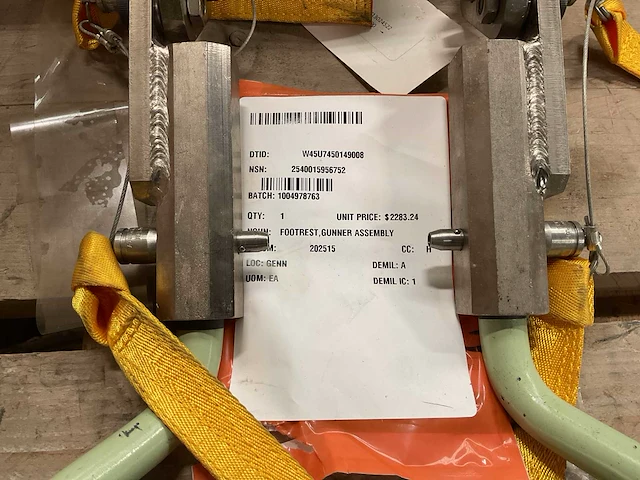 DTID: W45U7450149008
NSN: 2540015956752
BATCH: 1004978763
QTY: 1 UNIT PRICE: $2283.24
FOOTREST,GUNNER ASSEMBLY
202515 CC: H
LOC: GENN DEMIL: A
UOM: EA DEMIL IC: 1